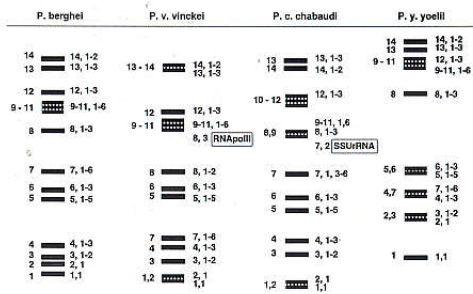 P. berghei
14 14, 1-2
13 13, 1-3
12 12, 1-3
9 - 11 9-11, 1-6
8 8, 1-3
7 7, 1-6
6 6, 1-3
5 5, 1-5
4 4, 1-3
3 3, 1-2
2 2, 1
1 1,1
P. v. vinckei
13 - 14 14, 1-2
13, 1-3
12 12, 1-3
9 - 11 9-11, 1-6
8, 3 RNApolII
8 8, 1-2
6 6, 1-3
5 5, 1-5
7 7, 1-6
4 4, 1-3
3 3, 1-2
1,2 2, 1
1,1
P. c. chabaudi
13 13, 1-3
14 14, 1-2
10 - 12 12, 1-3
9-11, 1,6
8,9 8, 1-3
7, 2 SSUrRNA
7 7, 1, 3-6
6 6, 1-3
5 5, 1-5
4 4, 1-3
3 3, 1-2
1,2 2, 1
1,1
P. y. yoelii
14 14, 1-2
13 13, 1-3
9 - 11 12, 1-3
9-11, 1-6
8 8, 1-3
5,6 6, 1-3
5, 1-5
4,7 7, 1-6
4, 1-3
2,3 3, 1-2
2, 1
1 1,1